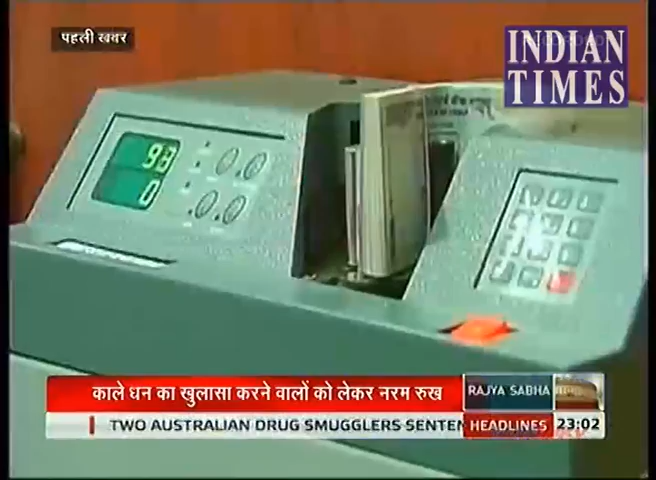 पहली खबर
INDIAN
TIMES
93
0
काले धन का खुलासा करने वालों को लेकर नरम रुख
RAJYA SABHA
TWO AUSTRALIAN DRUG SMUGGLERS SENTEN
HEADLINES
23:02